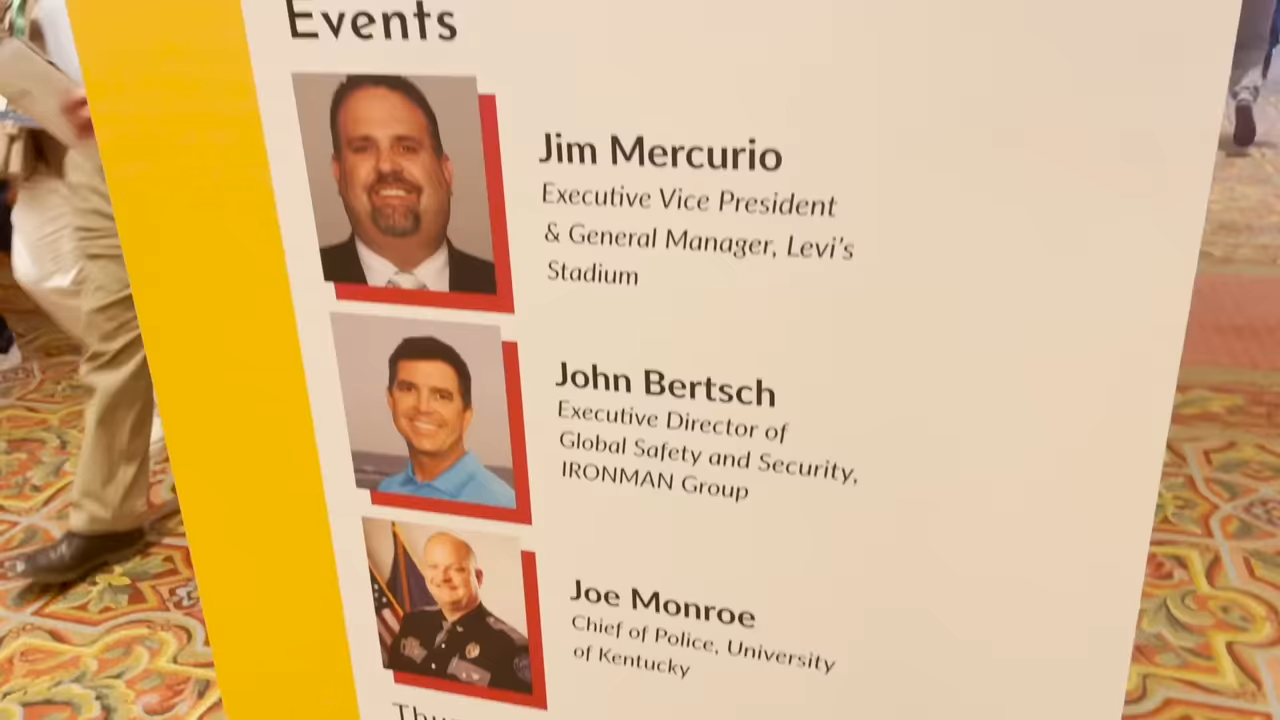 Events
Jim Mercurio
Executive Vice President
& General Manager, Levi's
Stadium
John Bertsch
Executive Director of
Global Safety and Security,
IRONMAN Group
Joe Monroe
Chief of Police, University
of Kentucky